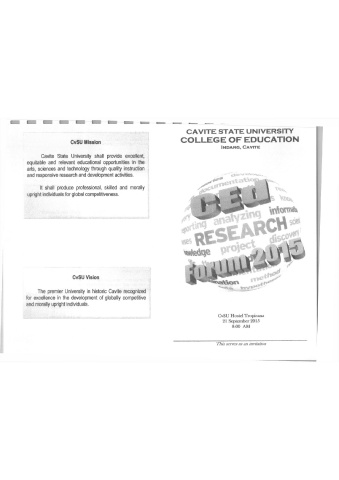 CvSU Mission
Cavite State University shall provide excellent,
equitable and relevant educational opportunities in the
arts, sciences and technology through quality instruction
and responsive research and development activities.
It shall produce professional, skilled and morally
upright individuals for global competitiveness.
CvSU Vision
The premier University in historic Cavite recognized
for excellence in the development of globally competitive
and morally upright individuals.
CAVITE STATE UNIVERSITY
COLLEGE OF EDUCATION
INDANG, CAVITE
CEd
analyzing
informatio
RESEARCH
project
discovery
Forum 2015
CvSU Hostel Tropicana
21 September 2015
8:00 AM
This serves as an invitation